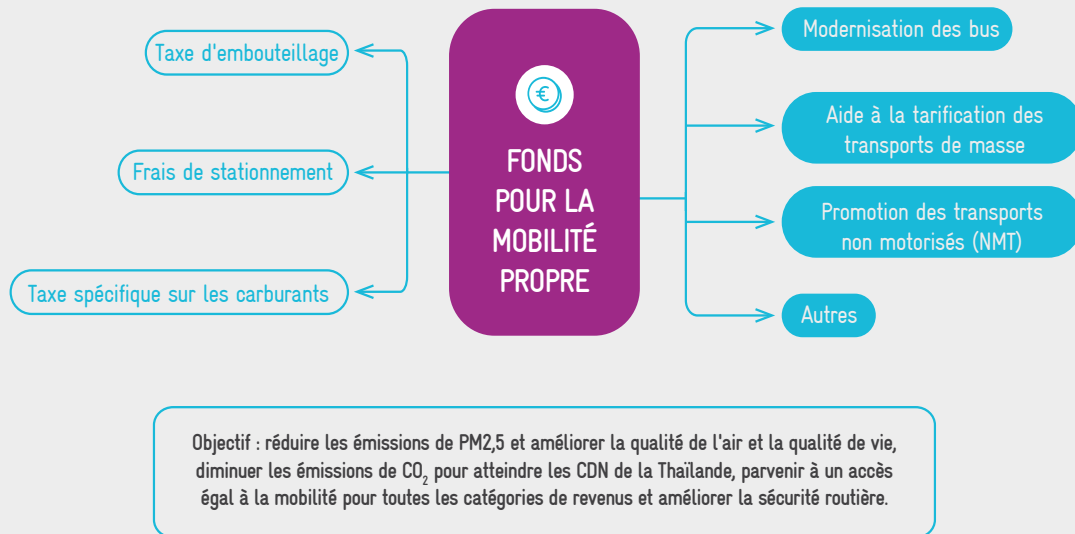 Taxe d'embouteillage
Frais de stationnement
Taxe spécifique sur les carburants
€
FONDS
POUR LA
MOBILITÉ
PROPRE
Modernisation des bus
Aide à la tarification des
transports de masse
Promotion des transports
non motorisés (NMT)
Autres
Objectif : réduire les émissions de PM2,5 et améliorer la qualité de l'air et la qualité de vie,
diminuer les émissions de CO₂ pour atteindre les CDN de la Thaïlande, parvenir à un accès
égal à la mobilité pour toutes les catégories de revenus et améliorer la sécurité routière.